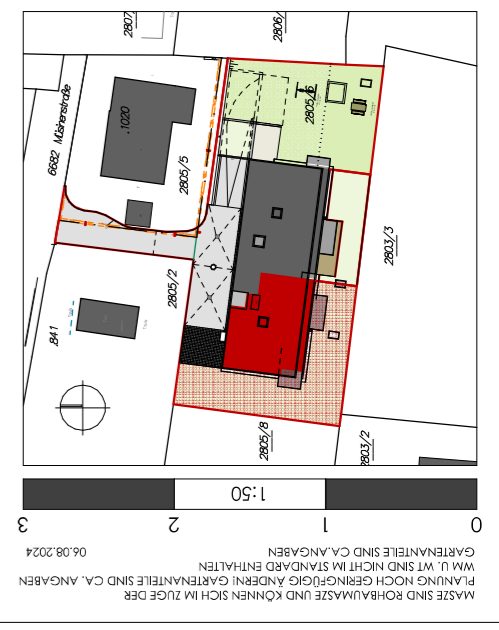 2807
2806
6682 Müsinenstraße
.1020
2805/6
2805/5
2803/3
2805/2
.841
2805/8
2803/2
1:50
0 1 2 3
MASZE SIND ROHBAUMASZE UND KÖNNEN SICH IM ZUGE DER
PLANUNG NOCH GERINGFÜGIG ÄNDERN! GARTENANTEILE SIND CA. ANGABEN
WM U. WT SIND NICHT IM STANDARD ENTHALTEN
GARTENANTEILE SIND CA.ANGABEN 06.08.2024